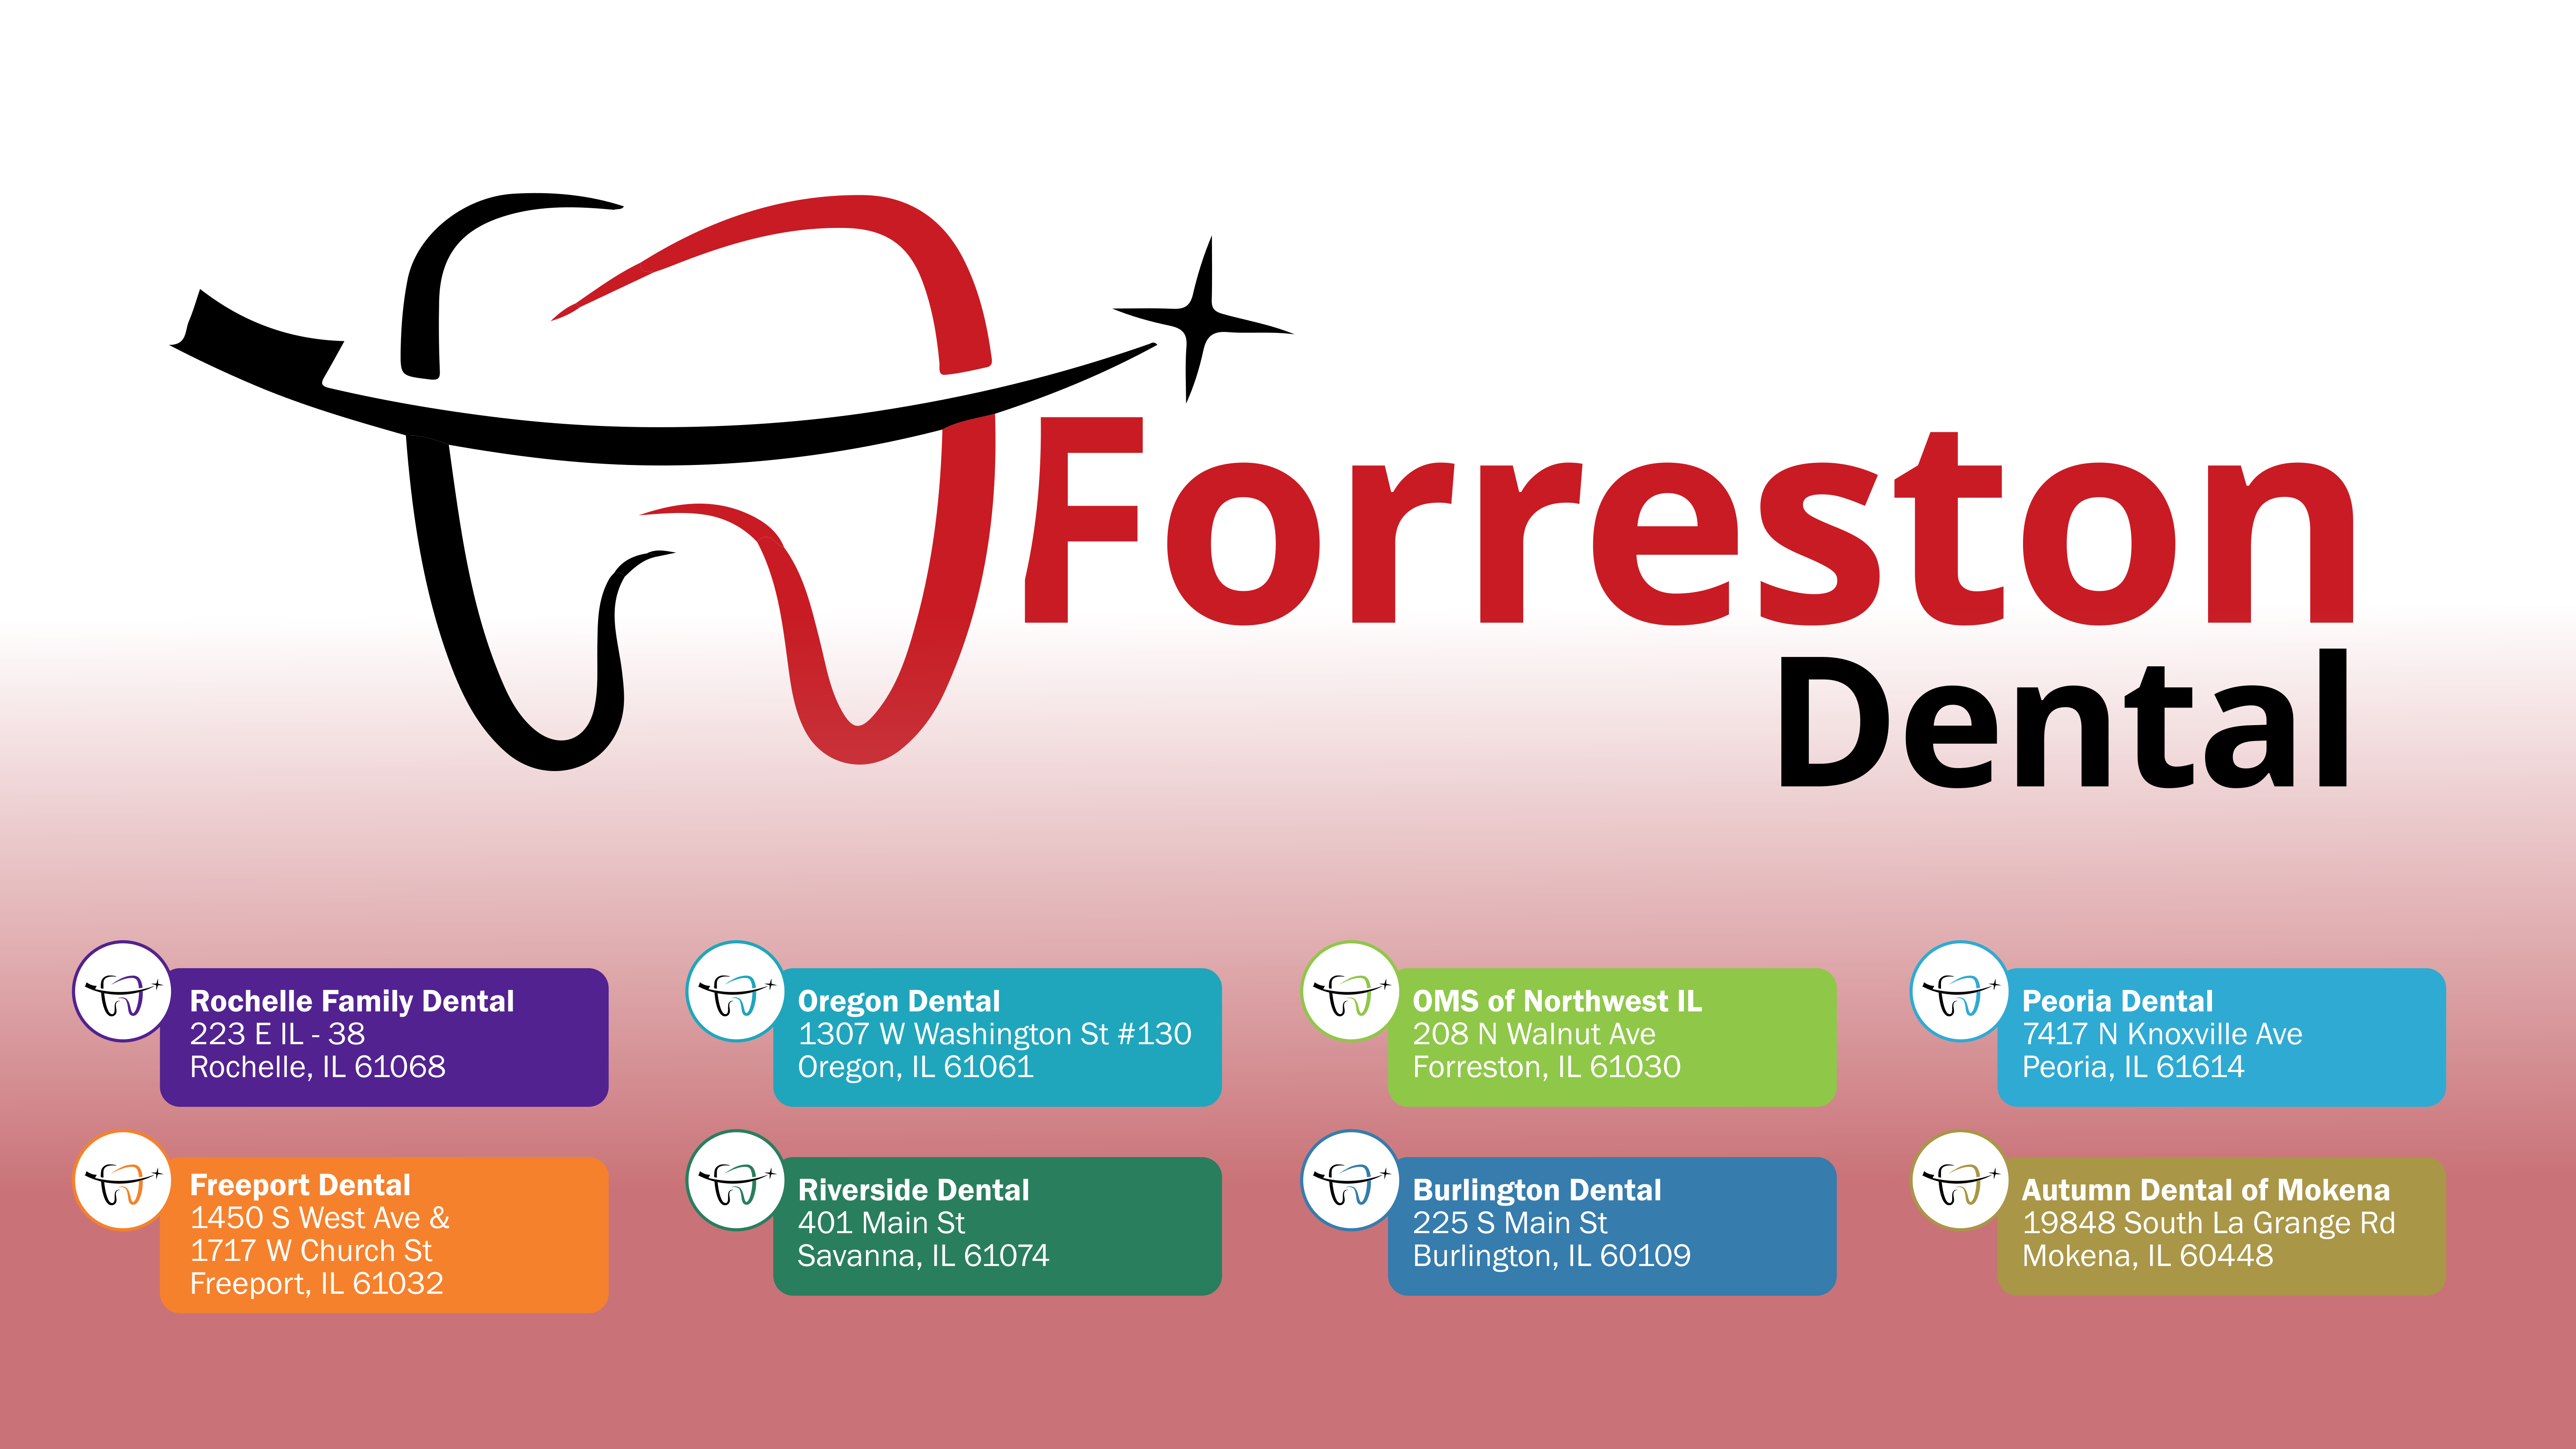 Forreston
Dental
Rochelle Family Dental
223 E IL - 38
Rochelle, IL 61068
Oregon Dental
1307 W Washington St #130
Oregon, IL 61061
OMS of Northwest IL
208 N Walnut Ave
Forreston, IL 61030
Peoria Dental
7417 N Knoxville Ave
Peoria, IL 61614
Freeport Dental
1450 S West Ave &
1717 W Church St
Freeport, IL 61032
Riverside Dental
401 Main St
Savanna, IL 61074
Burlington Dental
225 S Main St
Burlington, IL 60109
Autumn Dental of Mokena
19848 South La Grange Rd
Mokena, IL 60448